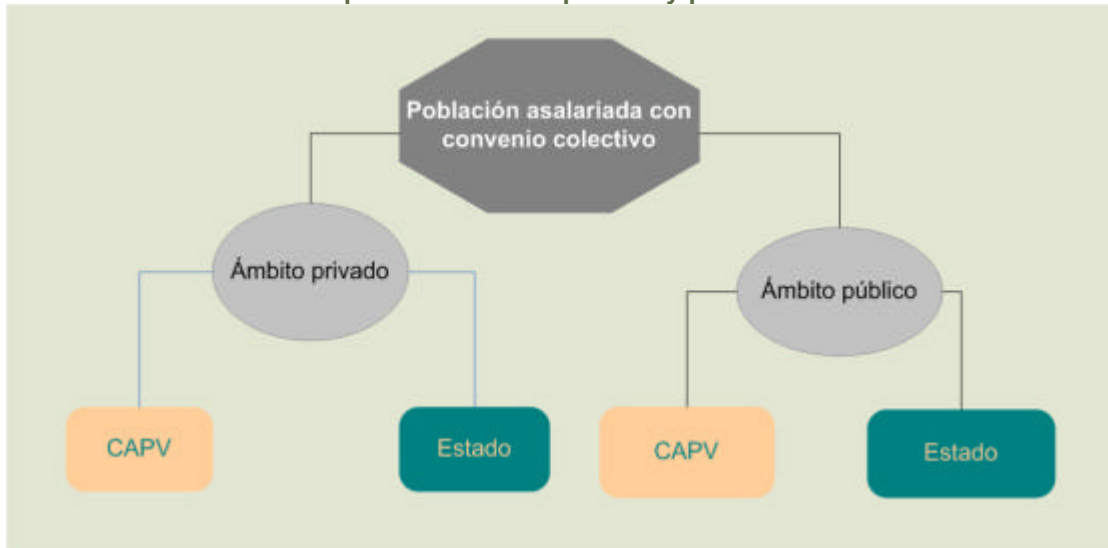 Población asalariada con
convenio colectivo
Ámbito privado
Ámbito público
CAPV
Estado
CAPV
Estado